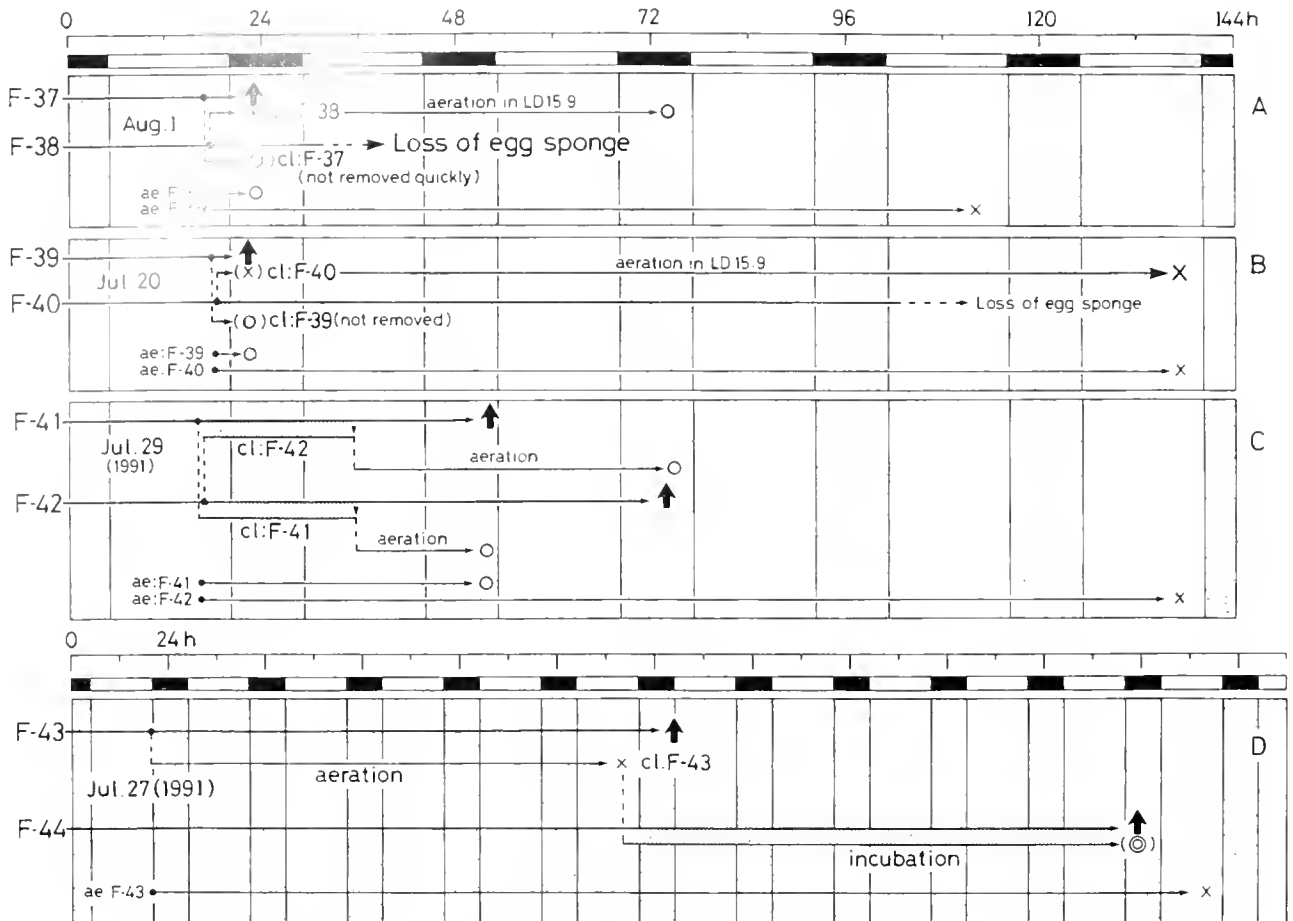 0 24 48 72 96 120 144h
F-37
aeration in LD15.9
38
A
Aug.1
F-38
Loss of egg sponge
cl:F-37
(not removed quickly)
ae
ae
x
F-39
B
Jul.20
(x) cl:F-40
aeration in LD15.9
X
F-40
Loss of egg sponge
(O) cl:F-39 (not removed)
ae:F-39
ae.F-40
x
F-41
C
Jul.29
(1991)
cl:F-42
aeration
F-42
cl:F-41
aeration
ae:F-41
ae:F-42
x
0 24h
F-43
D
x cl.F-43
aeration
Jul.27(1991)
F-44
incubation
ae F-43
x